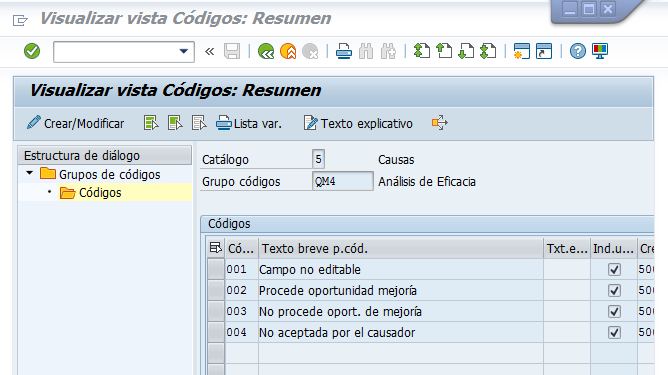 Visualizar vista Códigos: Resumen
Visualizar vista Códigos: Resumen
Crear/Modificar Lista var. Texto explicativo
Estructura de diálogo
Grupos de códigos
Códigos
Catálogo 5 Causas
Grupo códigos QM4 Análisis de Eficacia
Códigos
Có... Texto breve p.cód. Txt.e... Ind.u... Cre
001 Campo no editable 500
002 Procede oportunidad mejoría 500
003 No procede oport. de mejoría 500
004 No aceptada por el causador 500